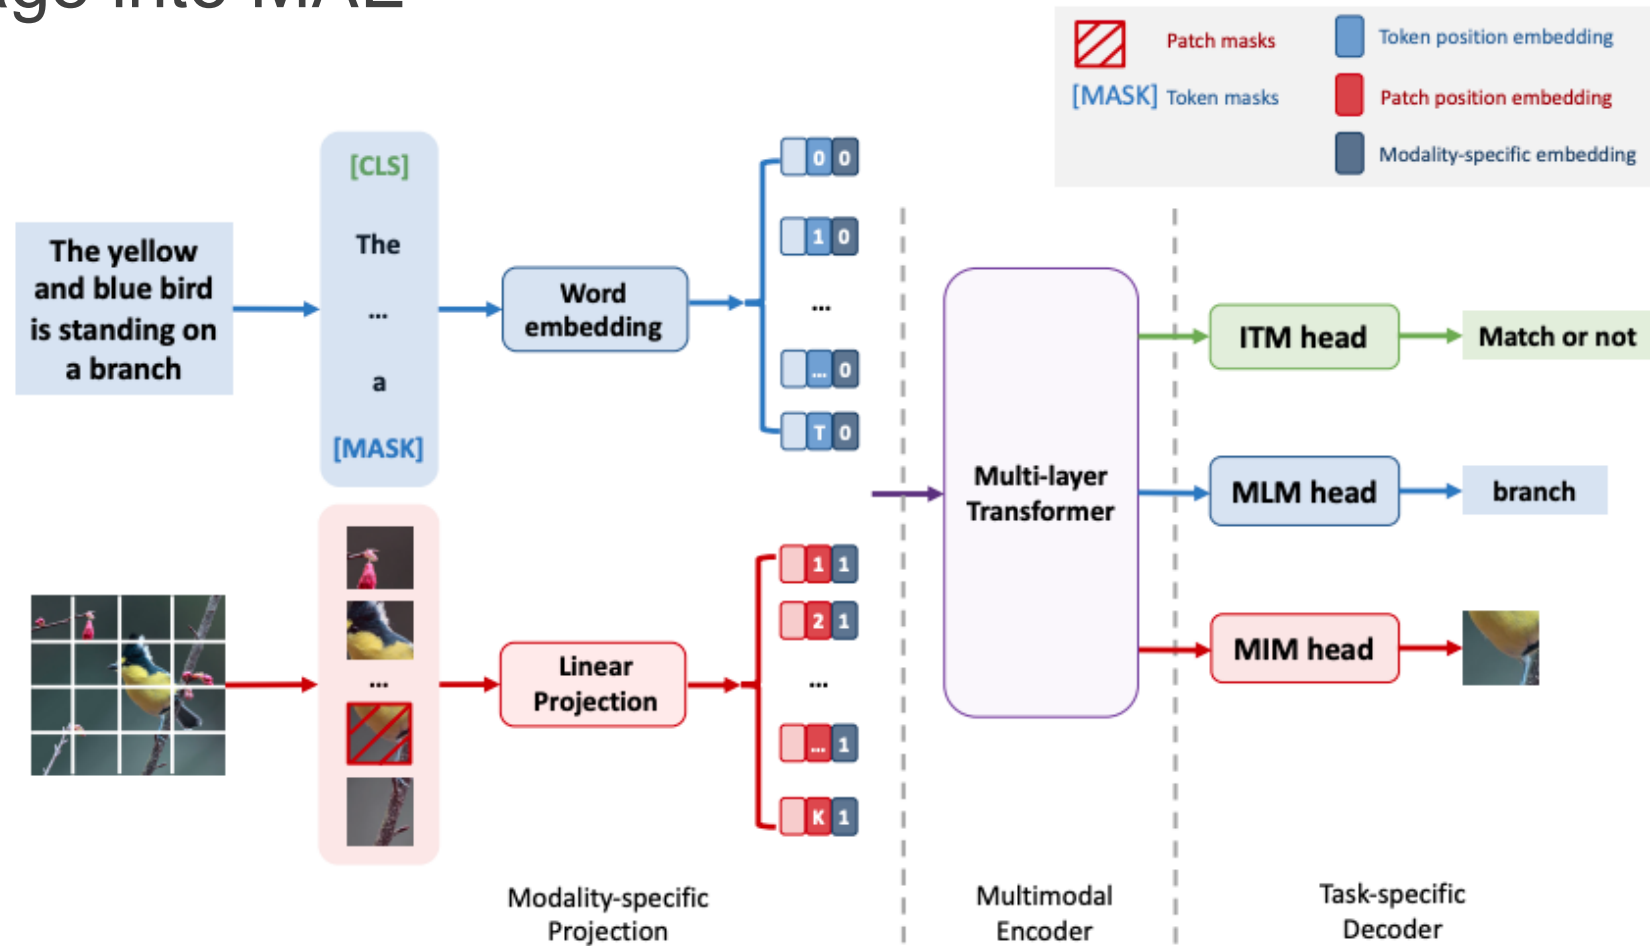 Patch masks
[MASK] Token masks
Token position embedding
Patch position embedding
Modality-specific embedding
The yellow
and blue bird
is standing on
a branch
[CLS]
The
...
a
[MASK]
Word
embedding
0 0
1 0
...
... 0
T 0
...
Linear
Projection
1 1
2 1
...
... 1
K 1
Multi-layer
Transformer
ITM head
Match or not
MLM head
branch
MIM head
Modality-specific
Projection
Multimodal
Encoder
Task-specific
Decoder